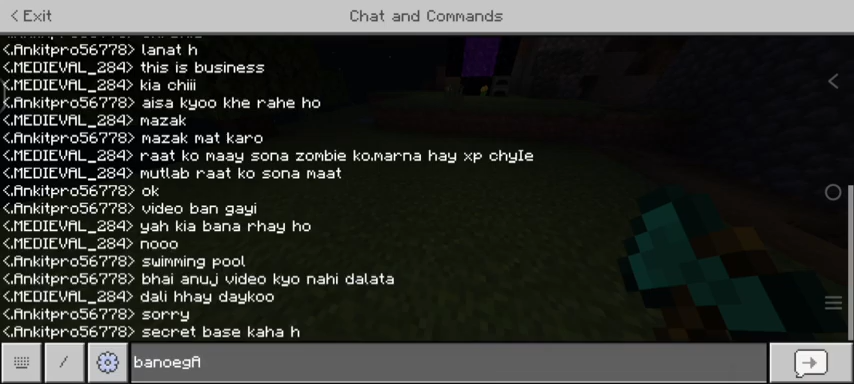 < Exit
Chat and Commands
<.Ankitpro56778> lanat h
<.MEDIEVAL_284> this is business
<.MEDIEVAL_284> kia chiii
<.Ankitpro56778> aisa kyoo khe rahe ho
<.MEDIEVAL_284> mazak
<.Ankitpro56778> mazak mat karo
<.MEDIEVAL_284> raat ko maay sona zombie ko.marna hay xp chyIe
<.MEDIEVAL_284> mutlab raat ko sona maat
<.Ankitpro56778> ok
<.Ankitpro56778> video ban gayi
<.MEDIEVAL_284> yah kia bana rhay ho
<.MEDIEVAL_284> nooo
<.Ankitpro56778> swimming pool
<.Ankitpro56778> bhai anu,j video kyo nahi dalata
<.MEDIEVAL_284> dali hhay daykoo
<.Ankitpro56778> sorry
<.Ankitpro56778> secret base kaha h
/ banoegA